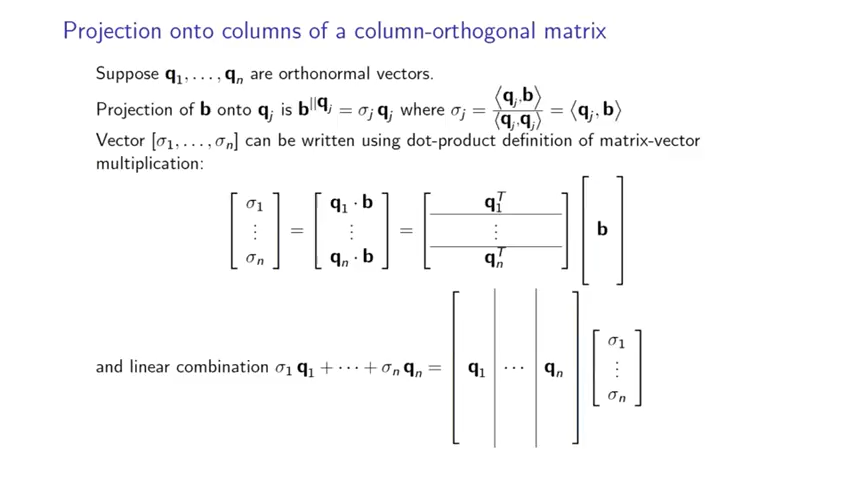 Projection onto columns of a column-orthogonal matrix
Suppose q₁, . . . , qₙ are orthonormal vectors.
Projection of b onto qⱼ is b^{||qⱼ} = σⱼ qⱼ where σⱼ = ⟨qⱼ,b⟩/⟨qⱼ,qⱼ⟩ = ⟨qⱼ, b⟩
Vector [σ₁, . . . , σₙ] can be written using dot-product definition of matrix-vector
multiplication:
[σ₁ ⋮ σₙ] = [q₁ · b ⋮ qₙ · b] = [q₁ᵀ ⋮ qₙᵀ] [b]
and linear combination σ₁ q₁ + · · · + σₙ qₙ = [q₁ | · · · | qₙ] [σ₁ ⋮ σₙ]